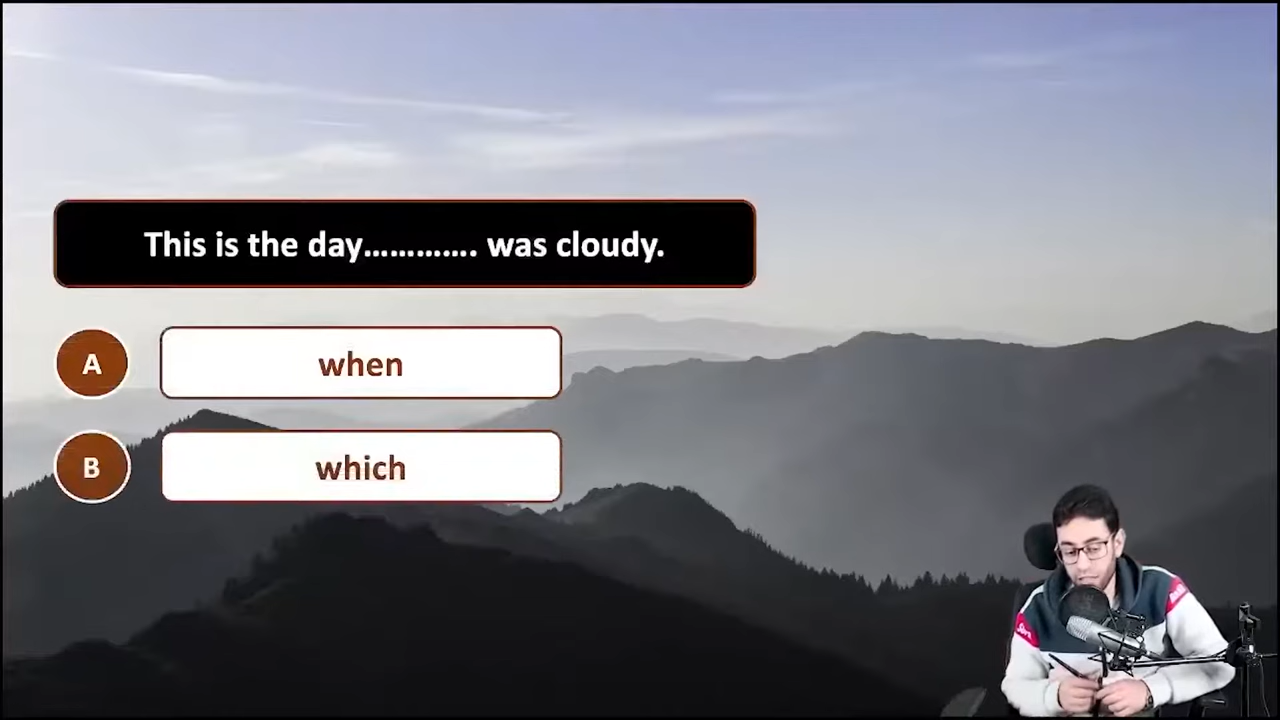 This is the day…………. was cloudy.
A
when
B
which